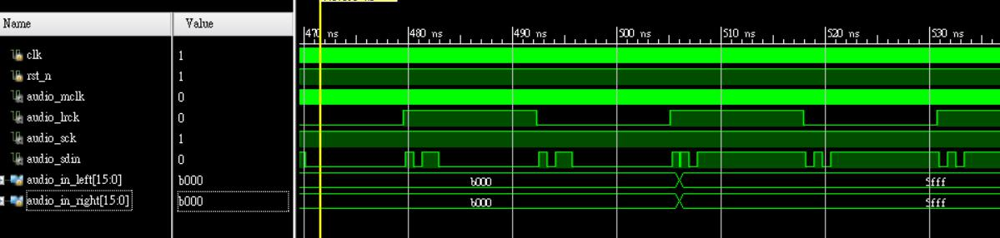 Name Value
470 ns 480 ns 490 ns 500 ns 510 ns 520 ns 530 ns
clk 1
rst_n 1
audio_mclk 0
audio_lrck 0
audio_sck 1
audio_sdin 0
audio_in_left[15:0] b000 b000 5fff
audio_in_right[15:0] b000 b000 5fff